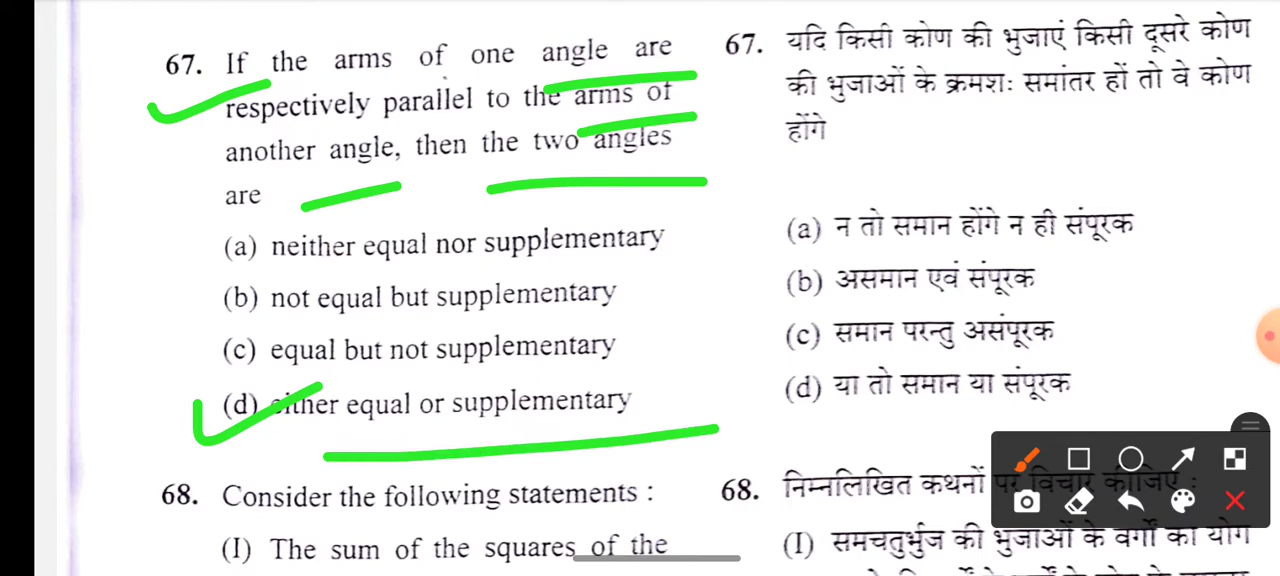 67. If the arms of one angle are
respectively parallel to the arms of
another angle, then the two angles
are
(a) neither equal nor supplementary
(b) not equal but supplementary
(c) equal but not supplementary
(d) either equal or supplementary
68. Consider the following statements :
(I) The sum of the squares of the
67. यदि किसी कोण की भुजाएं किसी दूसरे कोण
की भुजाओं के क्रमशः समांतर हों तो वे कोण
होंगे
(a) न तो समान होंगे न ही संपूरक
(b) असमान एवं संपूरक
(c) समान परन्तु असंपूरक
(d) या तो समान या संपूरक
68. निम्नलिखित कथनों पर विचार कीजिए :
(I) समचतुर्भुज की भुजाओं के वर्गों का योग